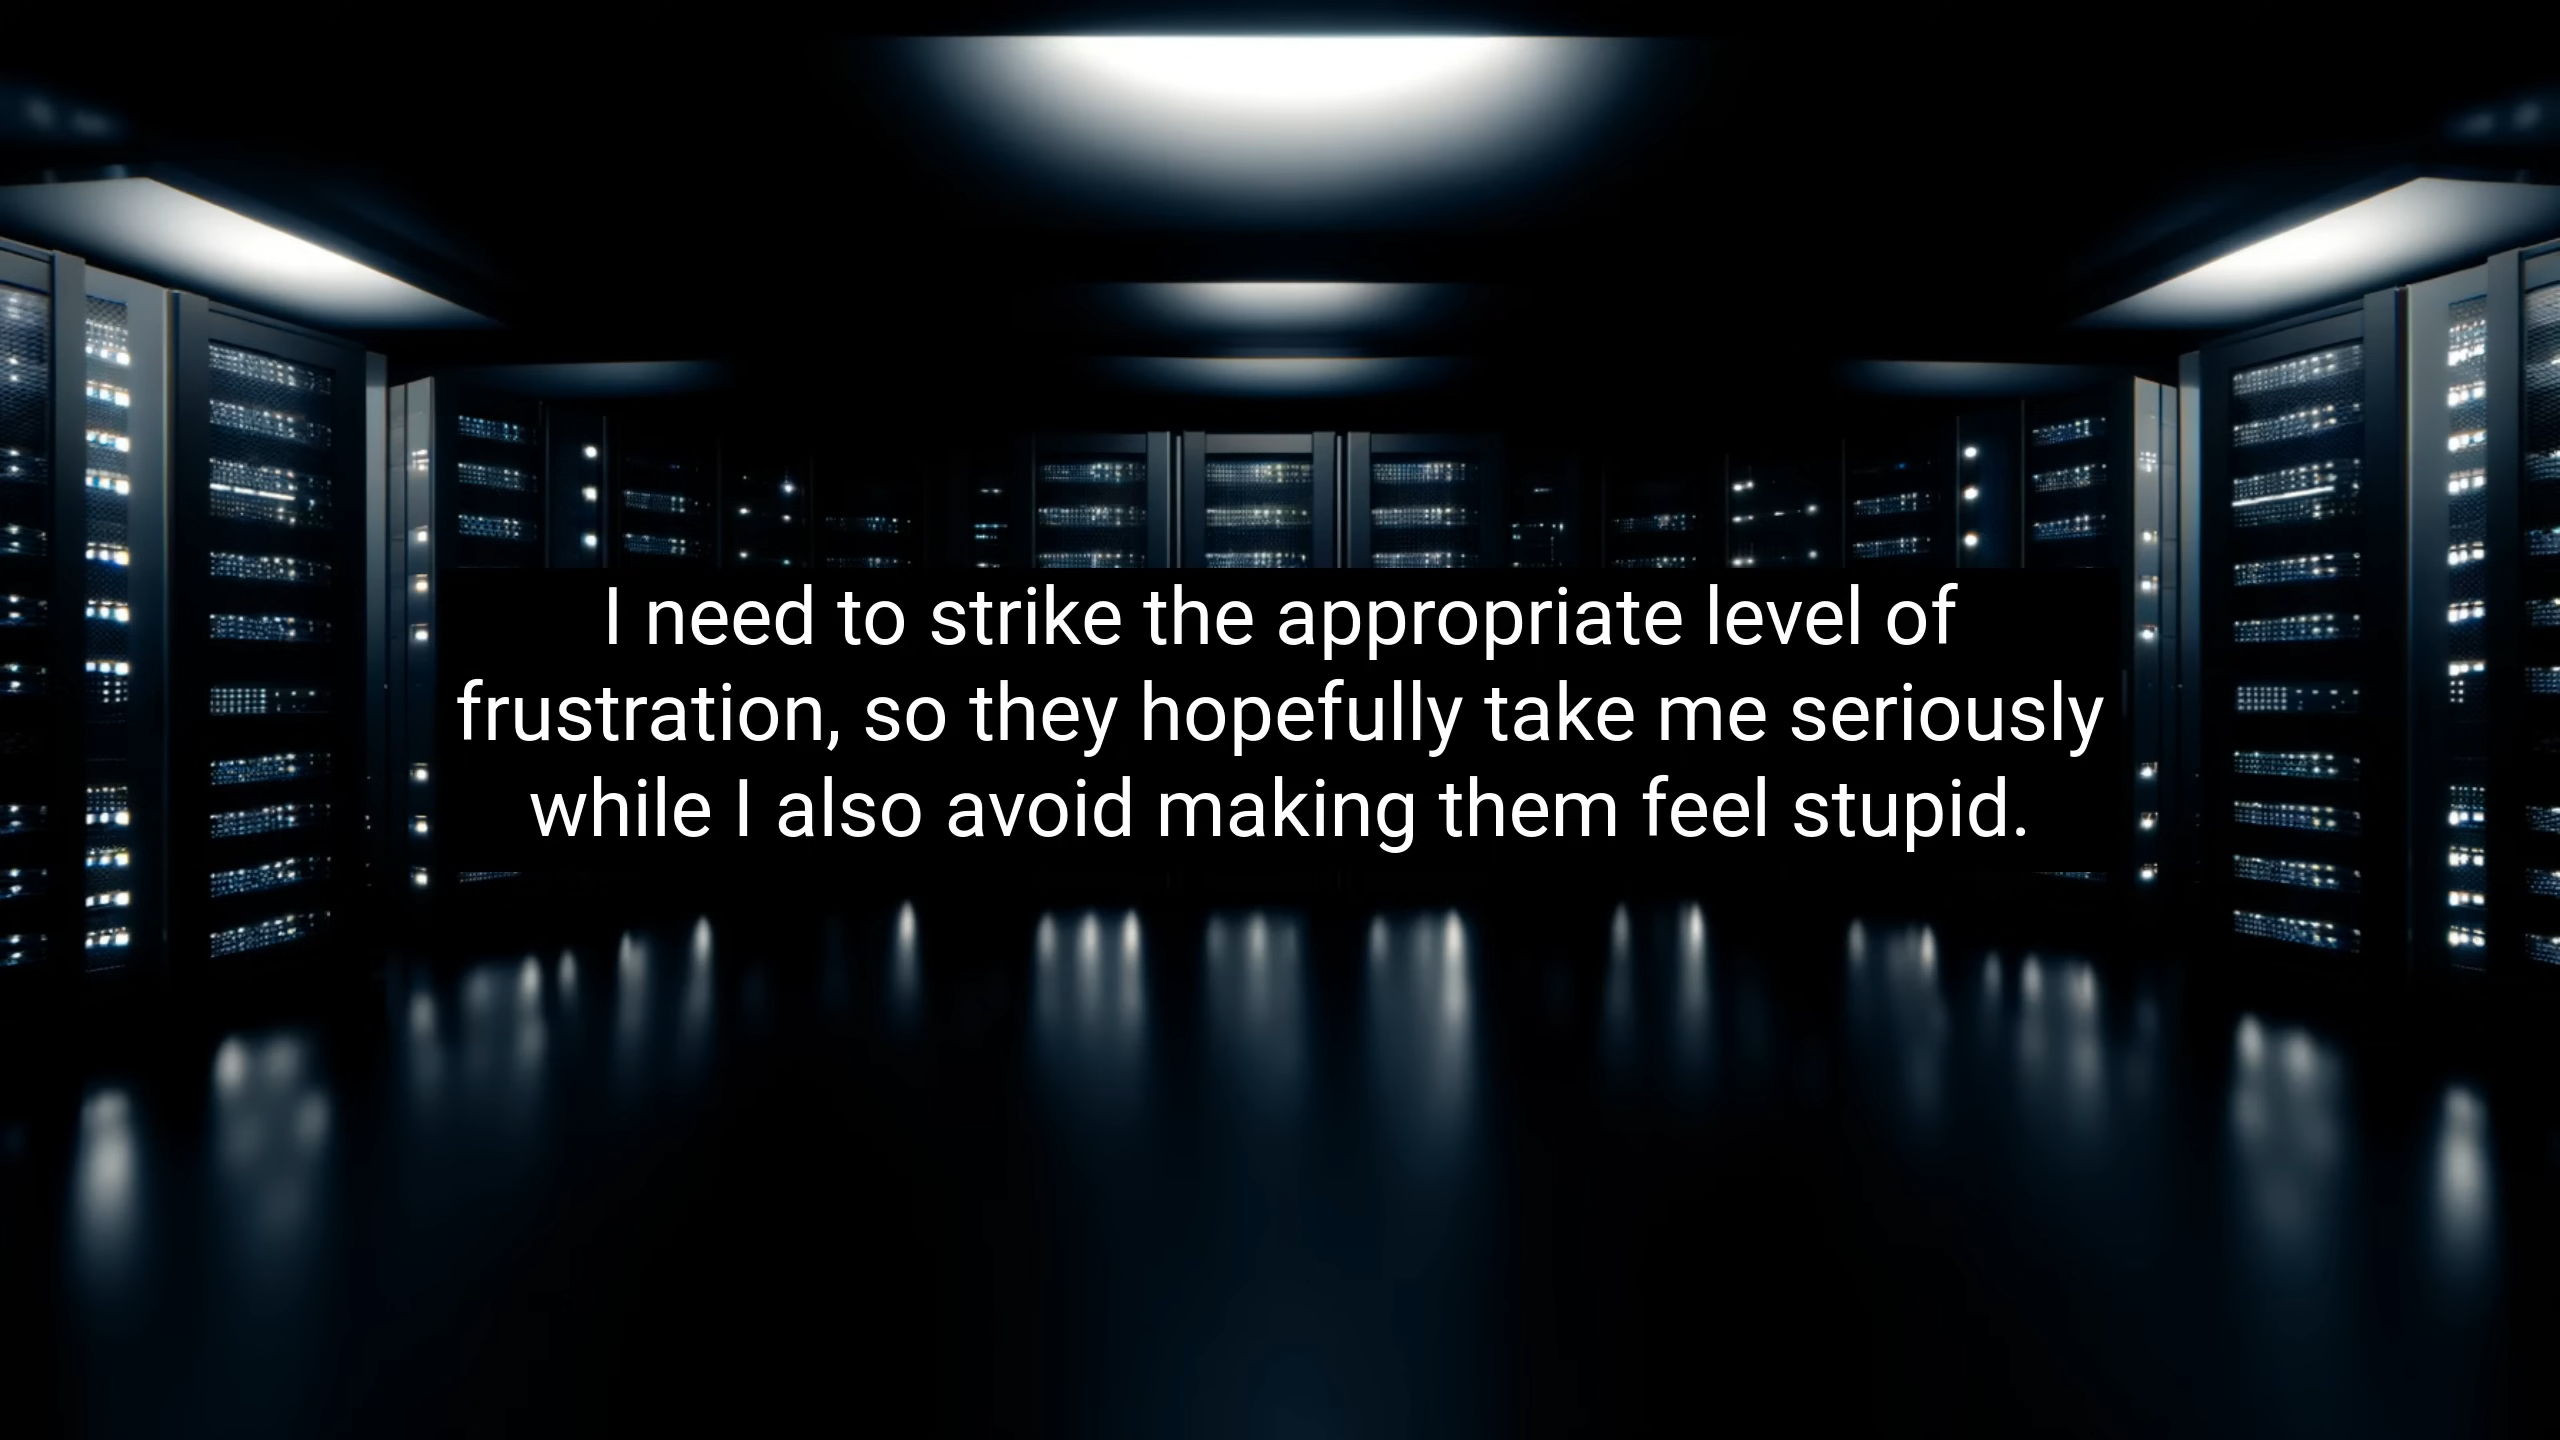 I need to strike the appropriate level of
frustration, so they hopefully take me seriously
while I also avoid making them feel stupid.